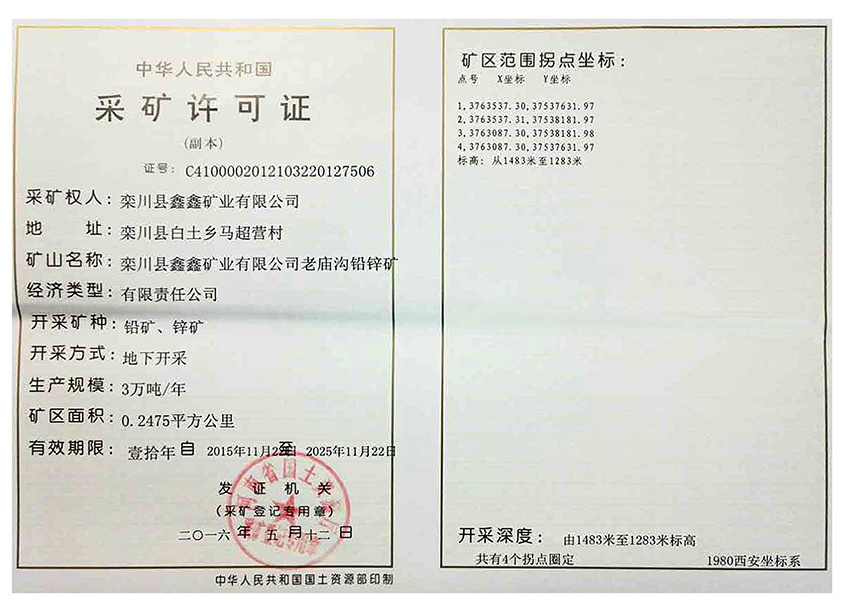 中华人民共和国
采矿许可证
(副本)
证号: C4100002012103220127506
采矿权人: 栾川县鑫鑫矿业有限公司
地 址: 栾川县白土乡马超营村
矿山名称: 栾川县鑫鑫矿业有限公司老庙沟铅锌矿
经济类型: 有限责任公司
开采矿种: 铅矿、锌矿
开采方式: 地下开采
生产规模: 3万吨/年
矿区面积: 0.2475平方公里
有效期限: 壹拾年 自 2015年11月22日 至 2025年11月22日
发证机关
(采矿登记专用章)
二〇一六 年 五 月 十二 日
中华人民共和国国土资源部印制
矿区范围拐点坐标:
点号 X坐标 Y坐标
1,3763537.30,37537631.97
2,3763537.31,37538181.97
3,3763087.30,37538181.98
4,3763087.30,37537631.97
标高: 从1483米至1283米
开采深度: 由1483米至1283米标高
共有4个拐点圈定 1980西安坐标系